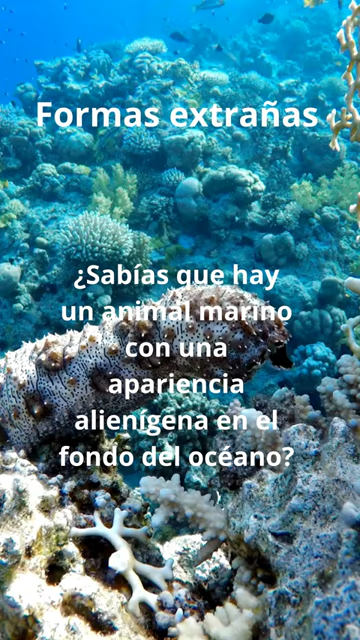 Formas extrañas
¿Sabías que hay
un animal marino
con una
apariencia
alienígena en el
fondo del océano?